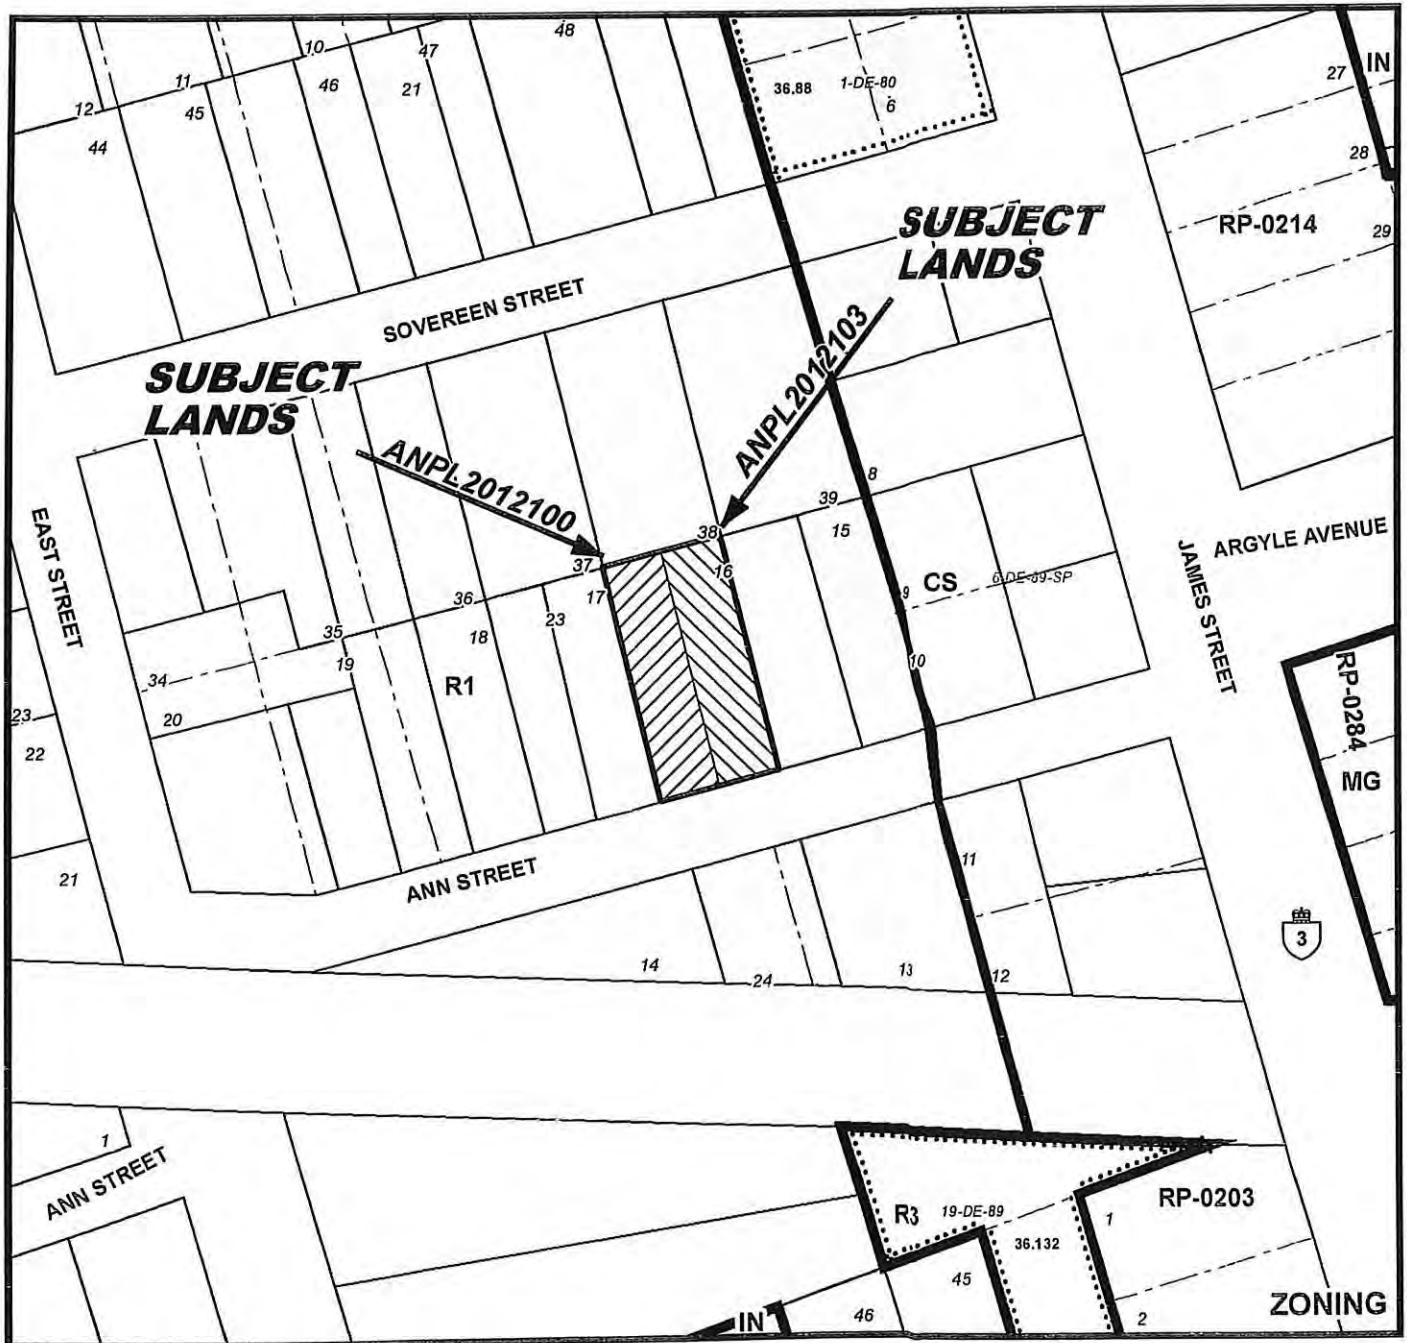 48
47
10
11
46
21
12
45
44
36.88
1-DE-80
6
27
IN
28
RP-0214
29
SUBJECT
LANDS
SOVEREEN STREET
SUBJECT
LANDS
ANPL2012103
ANPL2012100
EAST STREET
8
39
15
38
37
16
17
36
23
18
35
19
R1
34
20
9
CS
6-DE-89-SP
10
ARGYLE AVENUE
JAMES STREET
RP-0284
MG
23
22
21
ANN STREET
11
14
24
13
12
3
1
ANN STREET
R3
19-DE-89
36.132
1
RP-0203
45
46
IN
2
ZONING